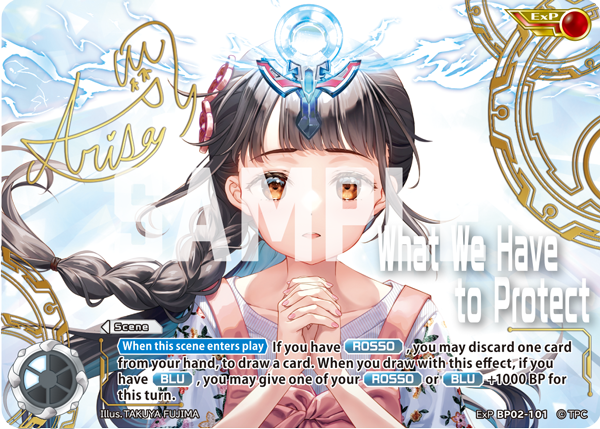 ExP
Arisa
SAMPLE
What We Have
to Protect
Scene
When this scene enters play If you have ROSSO , you may discard one card
from your hand, to draw a card. When you draw with this effect, if you
have BLU , you may give one of your ROSSO or BLU +1000 BP for
this turn.
Illus. TAKUYA FUJIMA
ExP BP02-101 © TPC